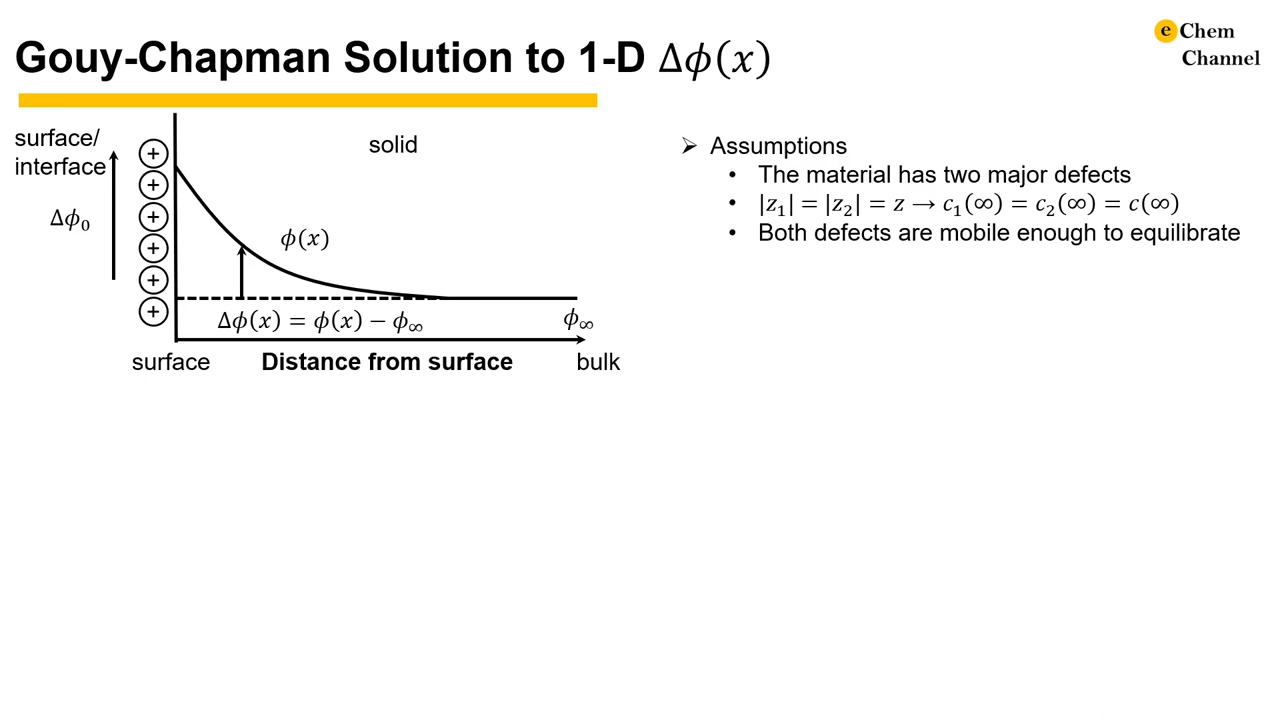 Gouy-Chapman Solution to 1-D Δϕ(x)
e Chem
Channel
surface/
interface
solid
Δϕ₀
ϕ(x)
Δϕ(x) = ϕ(x) − ϕ∞
ϕ∞
surface
Distance from surface
bulk
+
+
+
+
+
+
➢ Assumptions
• The material has two major defects
• |z₁| = |z₂| = z → c₁(∞) = c₂(∞) = c(∞)
• Both defects are mobile enough to equilibrate